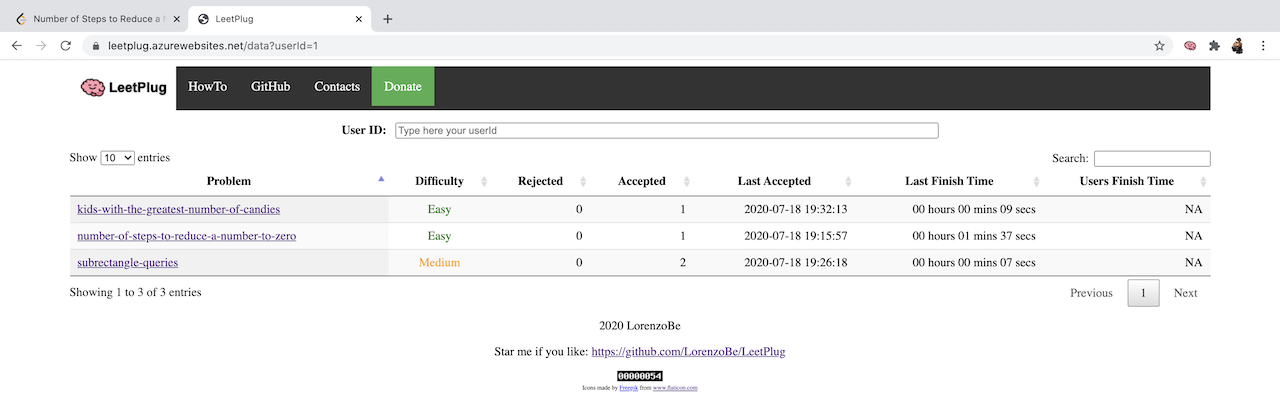 Number of Steps to Reduce a
LeetPlug
leetplug.azurewebsites.net/data?userId=1
LeetPlug HowTo GitHub Contacts Donate
User ID: Type here your userId
Show 10 entries Search:
Problem Difficulty Rejected Accepted Last Accepted Last Finish Time Users Finish Time
kids-with-the-greatest-number-of-candies Easy 0 1 2020-07-18 19:32:13 00 hours 00 mins 09 secs NA
number-of-steps-to-reduce-a-number-to-zero Easy 0 1 2020-07-18 19:15:57 00 hours 01 mins 37 secs NA
subrectangle-queries Medium 0 2 2020-07-18 19:26:18 00 hours 00 mins 07 secs NA
Showing 1 to 3 of 3 entries Previous 1 Next
2020 LorenzoBe
Star me if you like: https://github.com/LorenzoBe/LeetPlug
00000054
Icons made by Freepik from www.flaticon.com